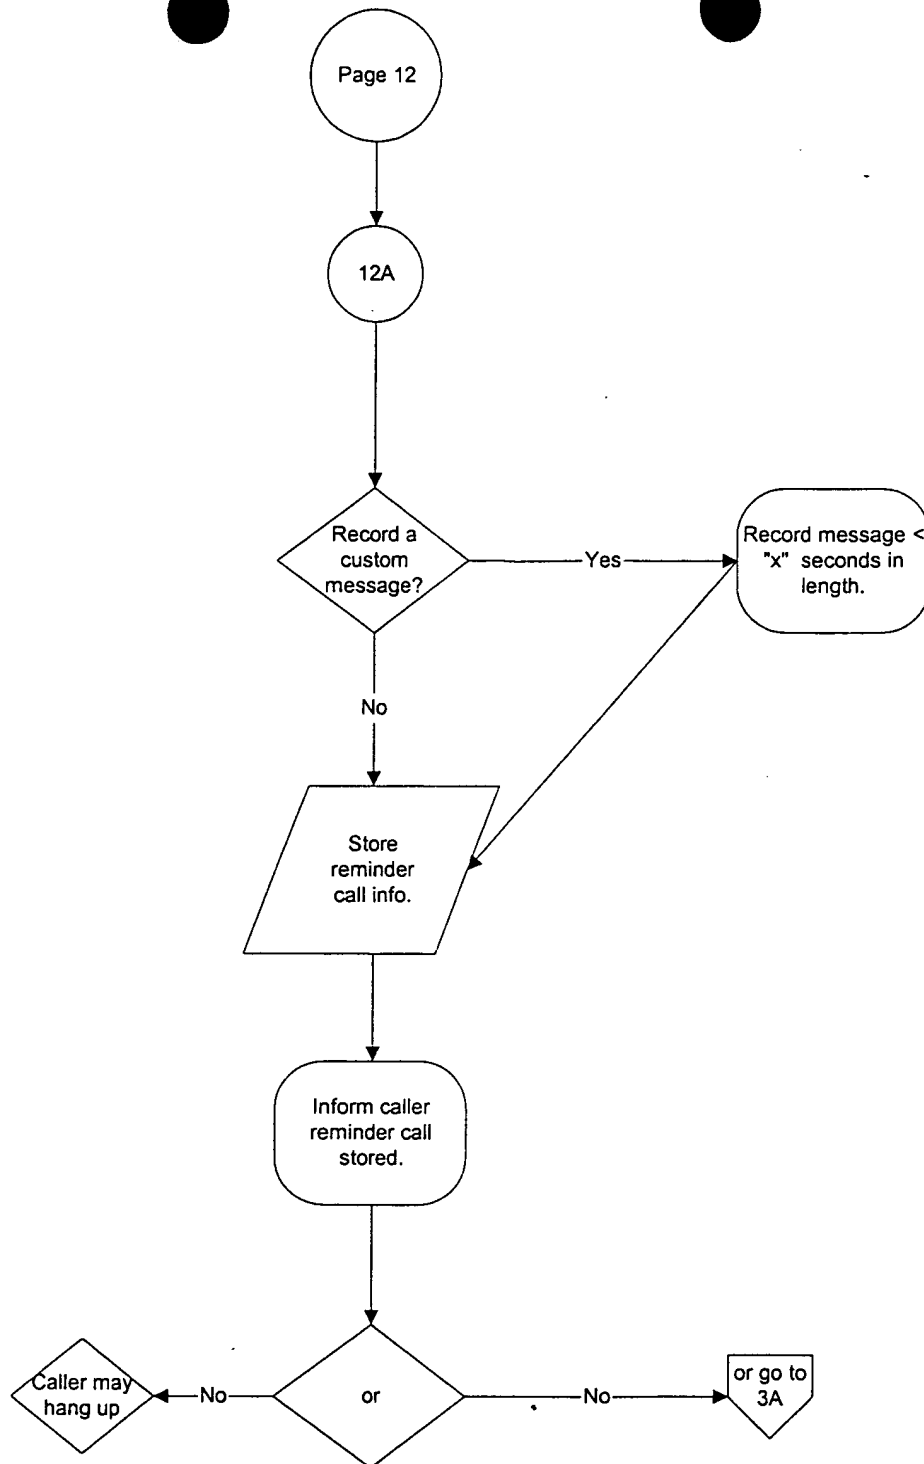 Page 12
12A
Record a
custom
message?
Yes
Record message <
"x" seconds in
length.
No
Store
reminder
call info.
Inform caller
reminder call
stored.
Caller may
hang up
No
or
No
or go to
3A